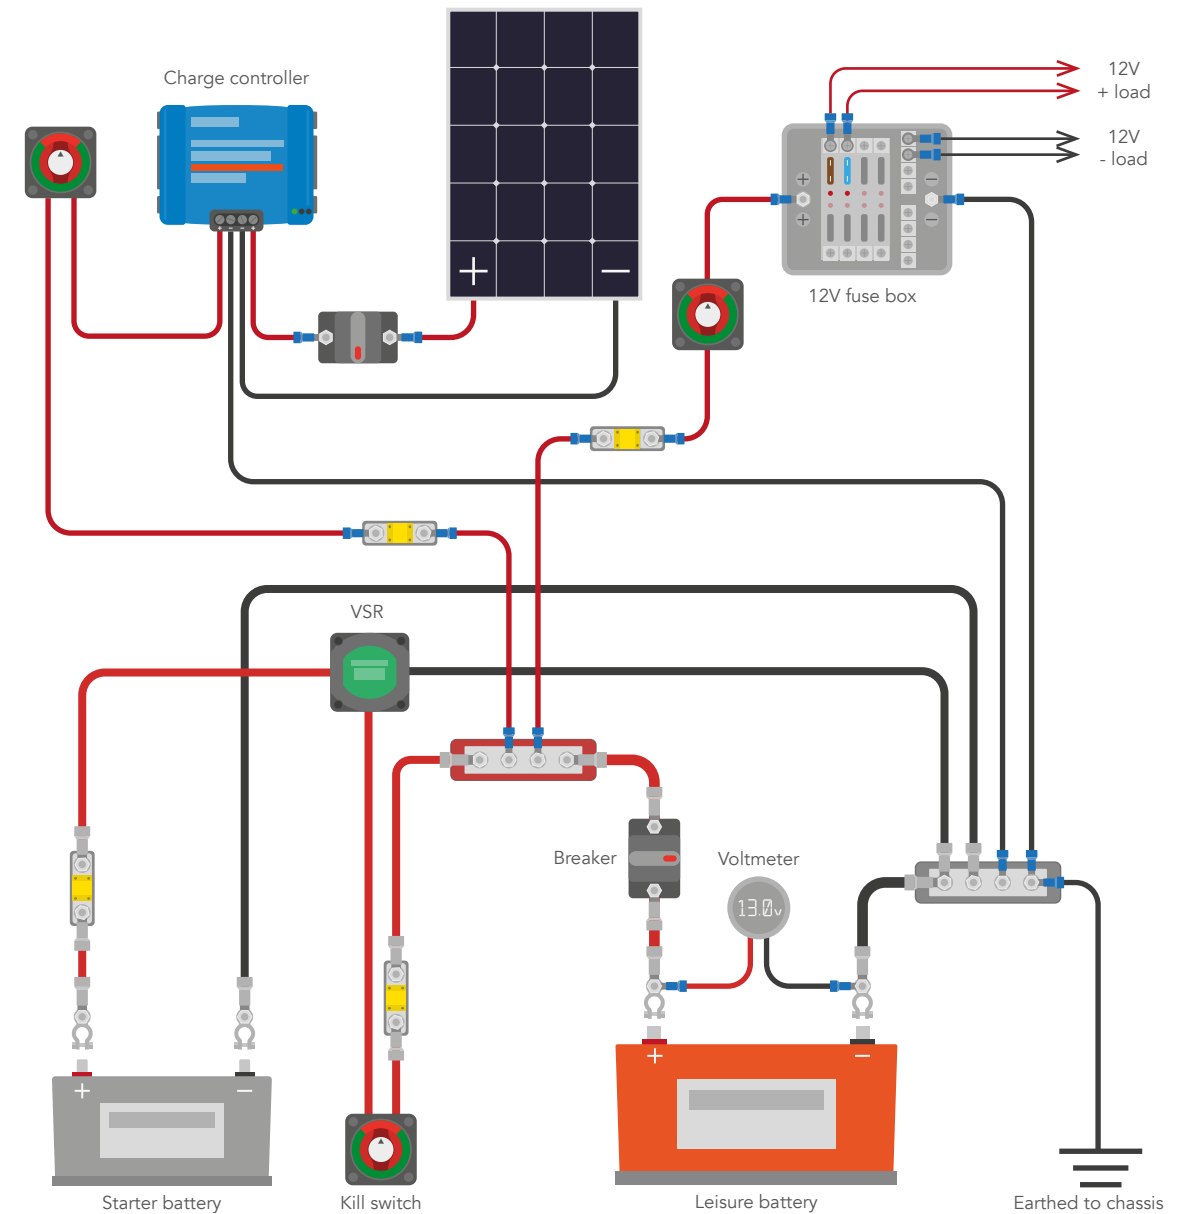 Charge controller
12V
+ load
12V
- load
+
−
+
−
+
−
12V fuse box
VSR
Breaker
Voltmeter
13.0v
+
−
+
−
Starter battery
Kill switch
Leisure battery
Earthed to chassis